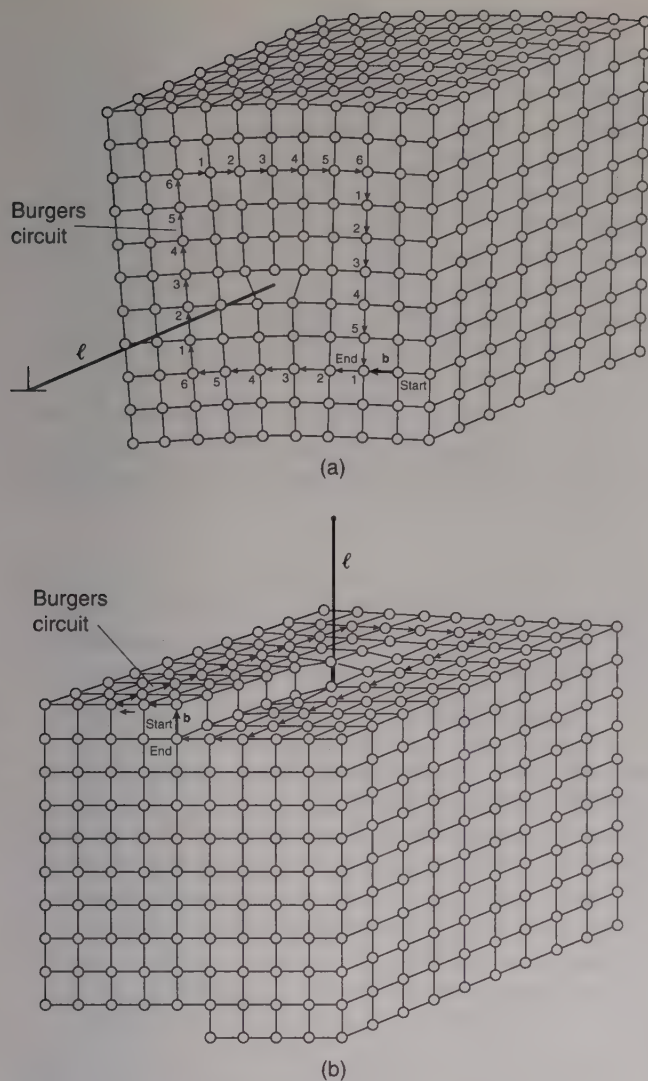 1 2 3 4 5 6
6
1
Burgers
circuit
5
2
4
3
3
4
2
5
ℓ
1
End b
6 5 4 3 2 1 Start
(a)
ℓ
Burgers
circuit
Start b
End
(b)